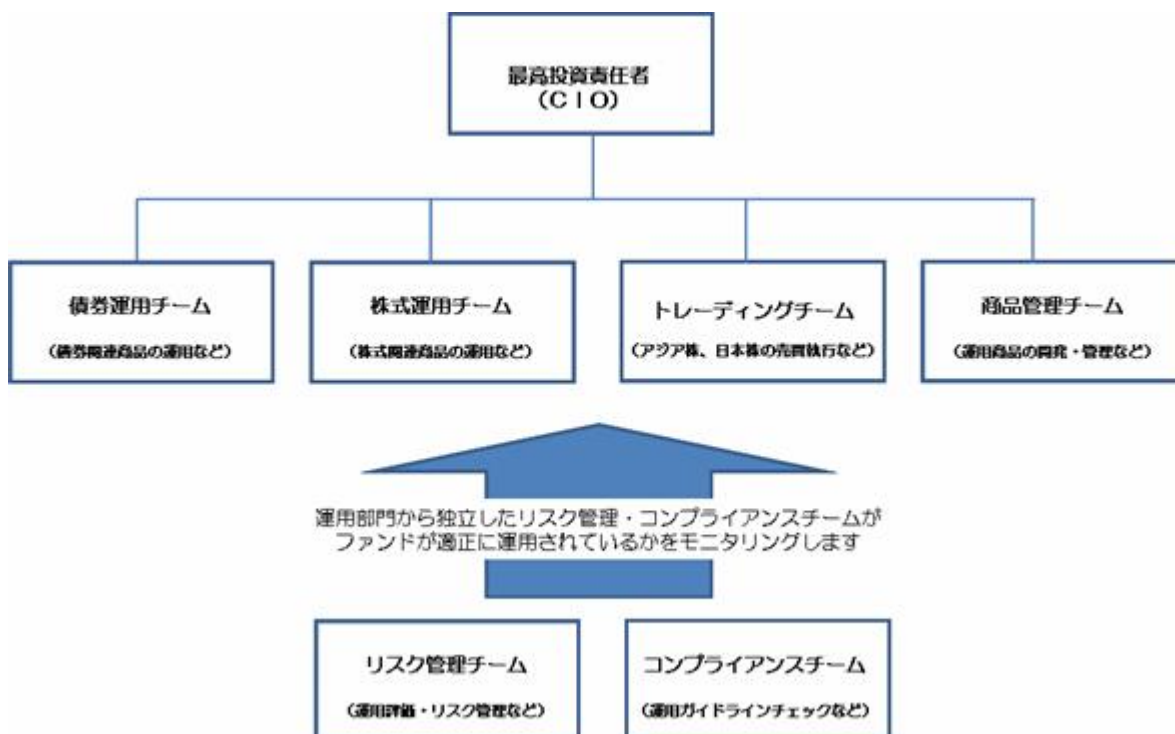 最高投資責任者
(CIO)
債券運用チーム
(債券関連商品の運用など)
株式運用チーム
(株式関連商品の運用など)
トレーディングチーム
(アジア株、日本株の売買執行など)
商品管理チーム
(運用商品の開発・管理など)
運用部門から独立したリスク管理・コンプライアンスチームが
ファンドが適正に運用されているかをモニタリングします
リスク管理チーム
(運用評価・リスク管理など)
コンプライアンスチーム
(運用ガイドラインチェックなど)